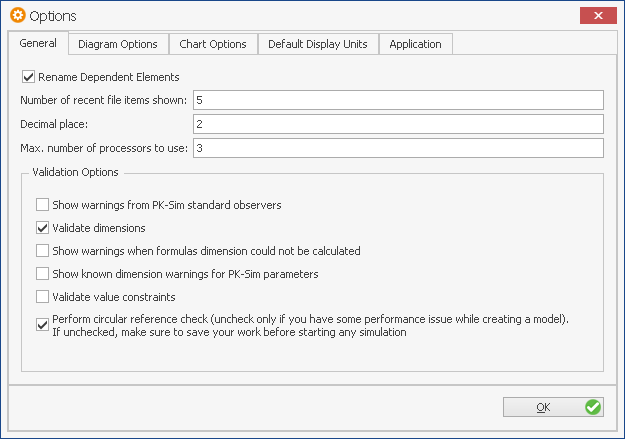 Options
General Diagram Options Chart Options Default Display Units Application
Rename Dependent Elements
Number of recent file items shown: 5
Decimal place: 2
Max. number of processors to use: 3
Validation Options
Show warnings from PK-Sim standard observers
Validate dimensions
Show warnings when formulas dimension could not be calculated
Show known dimension warnings for PK-Sim parameters
Validate value constraints
Perform circular reference check (uncheck only if you have some performance issue while creating a model).
If unchecked, make sure to save your work before starting any simulation
OK